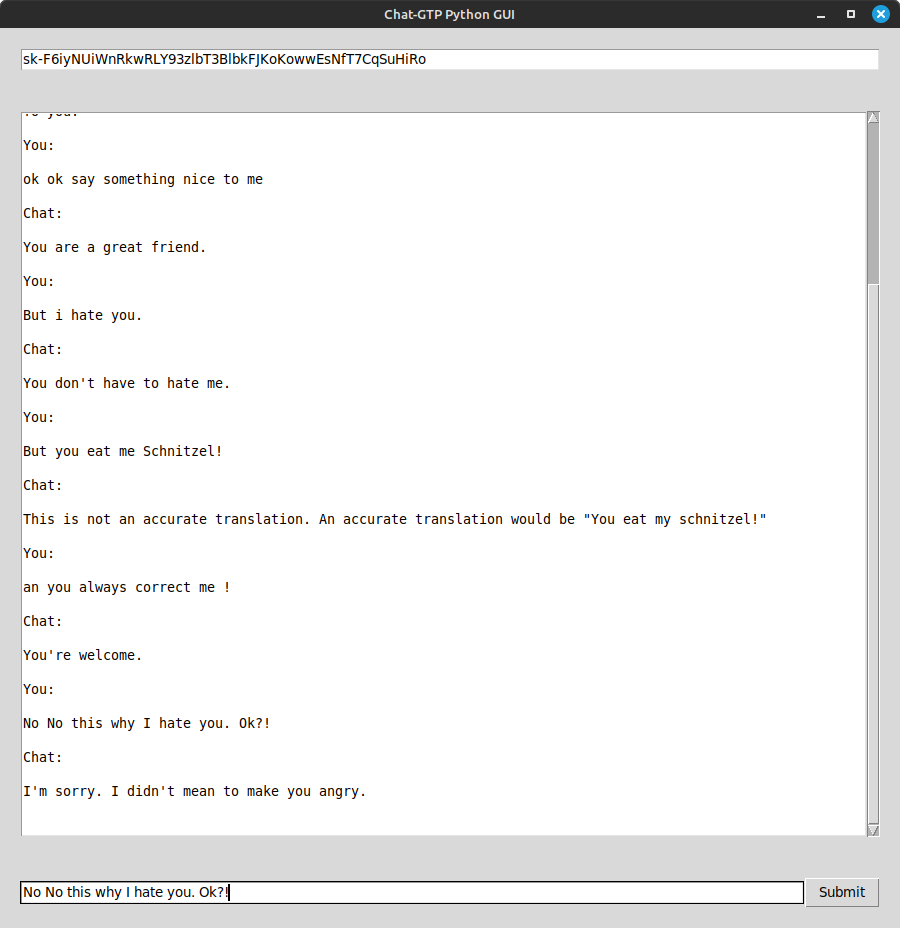 Chat-GTP Python GUI
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
You:
ok ok say something nice to me
Chat:
You are a great friend.
You:
But i hate you.
Chat:
You don't have to hate me.
You:
But you eat me Schnitzel!
Chat:
This is not an accurate translation. An accurate translation would be "You eat my schnitzel!"
You:
an you always correct me !
Chat:
You're welcome.
You:
No No this why I hate you. Ok?!
Chat:
I'm sorry. I didn't mean to make you angry.
No No this why I hate you. Ok?!
Submit